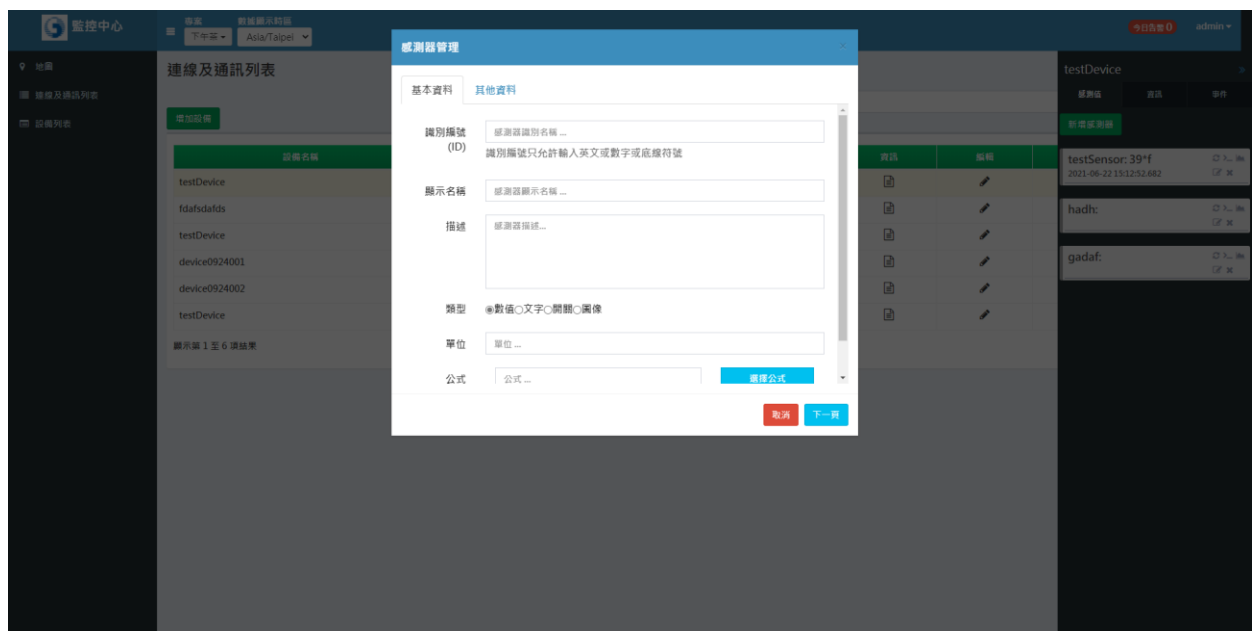 監控中心
專案
數據顯示時區
下午茶
Asia/Taipei
今日告警 0
admin
地圖
連線及通訊列表
設備列表
連線及通訊列表
增加設備
設備名稱
資訊
編輯
testDevice
fdafsdafds
testDevice
device0924001
device0924002
testDevice
顯示第 1 至 6 項結果
感測器管理
基本資料
其他資料
識別編號
(ID)
感測器識別名稱 ...
識別編號只允許輸入英文或數字或底線符號
顯示名稱
感測器顯示名稱 ...
描述
感測器描述...
類型
數值 文字 開關 圖像
單位
單位 ...
公式
公式 ...
選擇公式
取消
下一頁
testDevice
感測值
資訊
零件
新增感測器
testSensor: 39*f
2021-06-22 15:12:52.682
hadh:
gadaf: